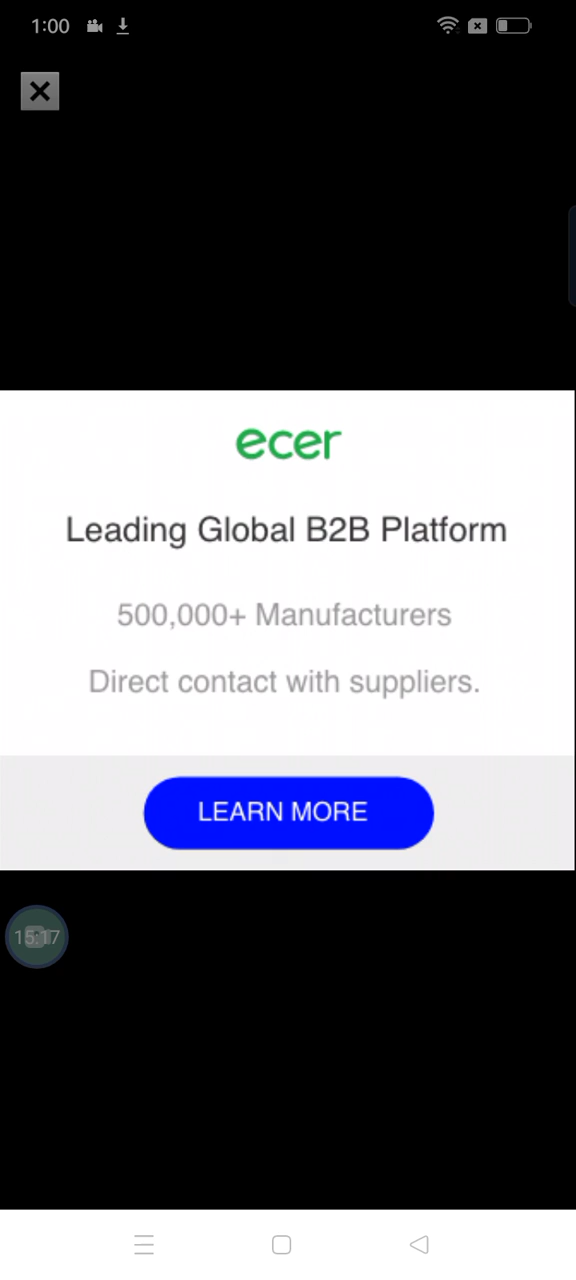 1:00
ecer
Leading Global B2B Platform
500,000+ Manufacturers
Direct contact with suppliers.
LEARN MORE
15:17